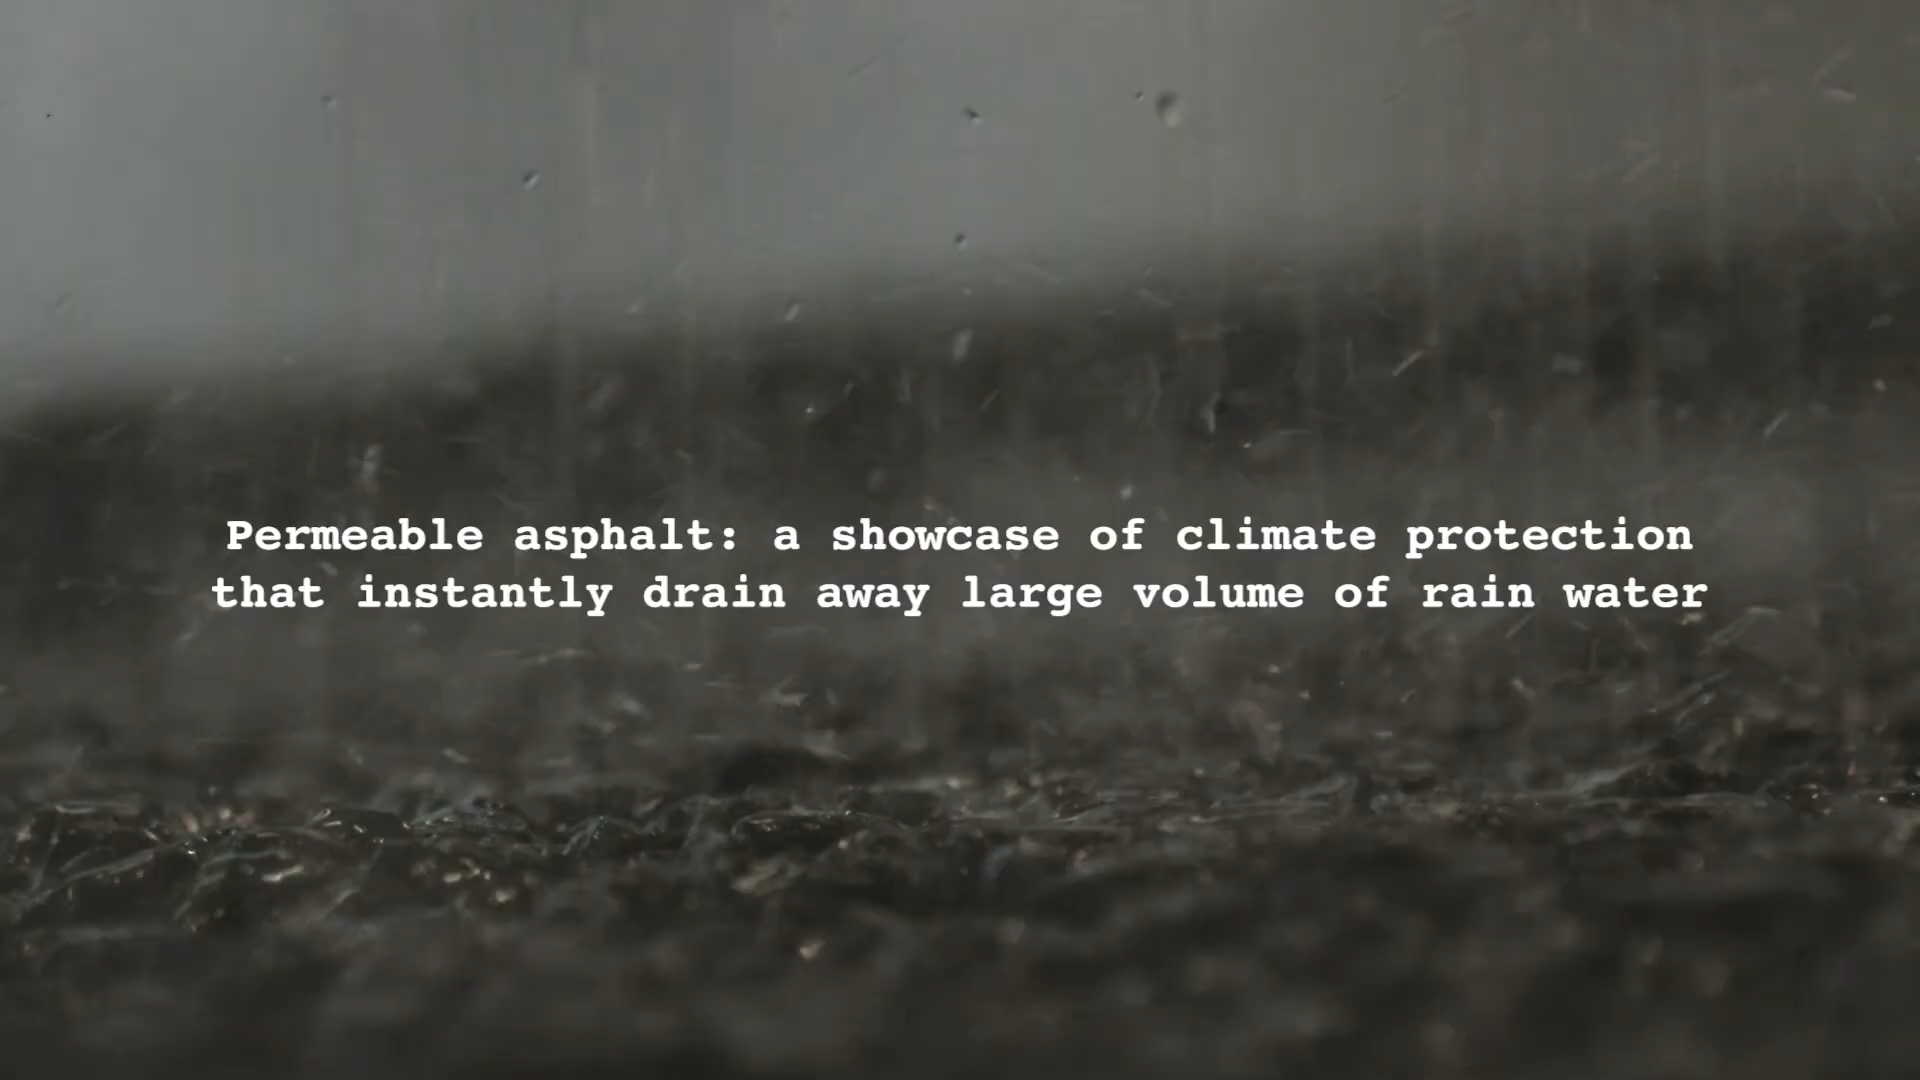 Permeable asphalt: a showcase of climate protection
that instantly drain away large volume of rain water